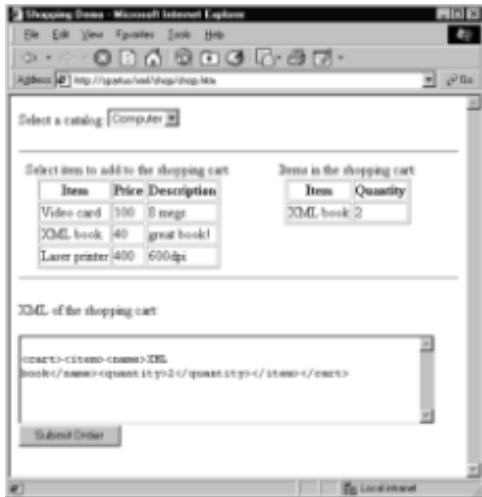 Shopping Demo - Microsoft Internet Explorer
File Edit View Favorites Tools Help
Address http://spartus/xml/shop/shop.htm Go
Select a catalog: Computer
Select item to add to the shopping cart:
Item Price Description
Video card 100 8 megs
XML book 40 great book!
Laser printer 400 600dpi
Items in the shopping cart:
Item Quantity
XML book 2
XML of the shopping cart:
<cart><item><name>XML
book</name><quantity>2</quantity></item></cart>
Submit Order
Local intranet